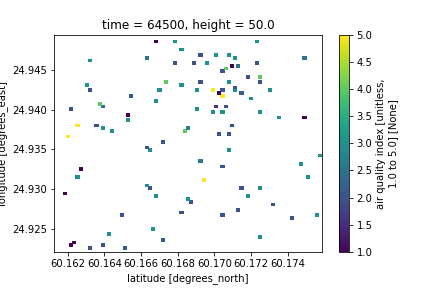 time = 64500, height = 50.0
24.945
24.940
24.935
24.930
24.925
longitude [degrees_east]
60.162 60.164 60.166 60.168 60.170 60.172 60.174
latitude [degrees_north]
5.0
4.5
4.0
3.5
3.0
2.5
2.0
1.5
1.0
air quality index [unitless,
1.0 to 5.0] [None]